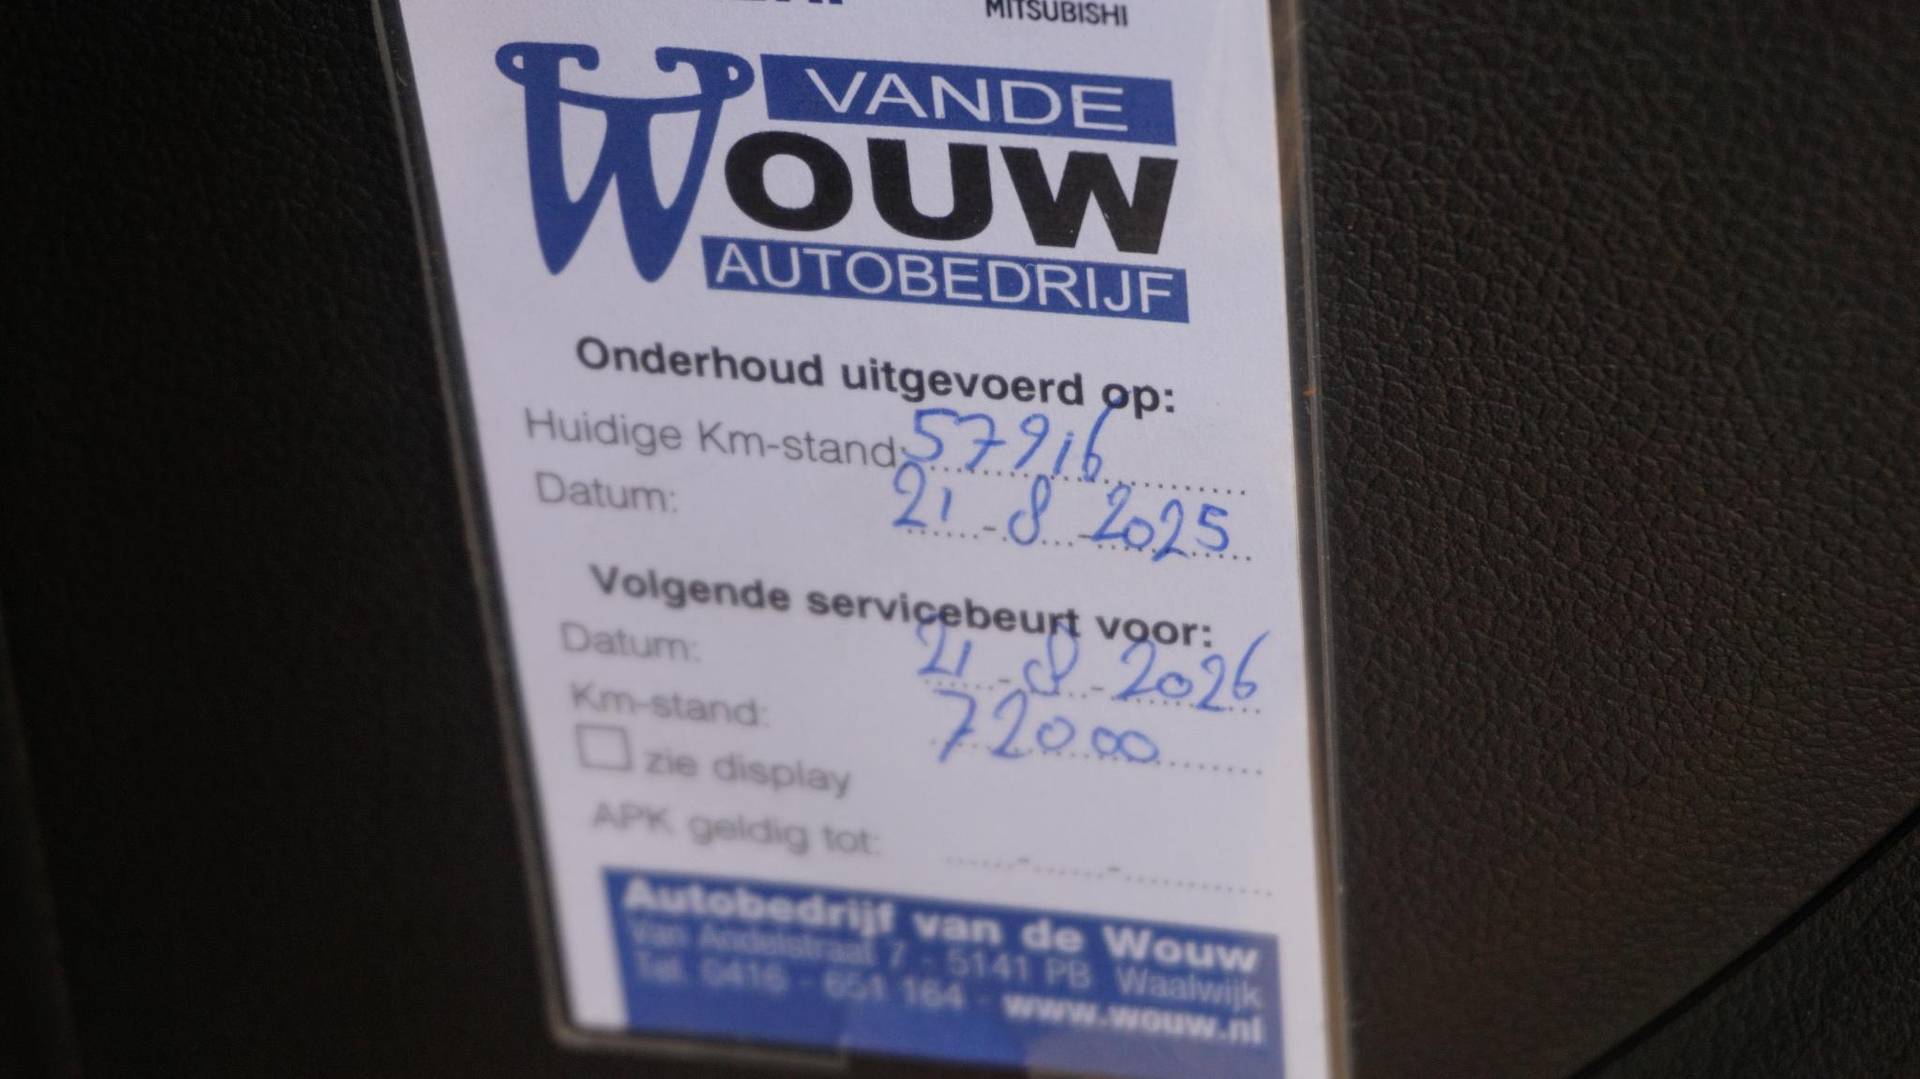 MITSUBISHI
VANDE
WOUW
AUTOBEDRIJF
Onderhoud uitgevoerd op:
Huidige Km-stand: 57916
Datum: 21-8-2025
Volgende servicebeurt voor:
Datum: 21-8-2026
Km-stand: 72000
zie display
APK geldig tot: ......-......-............
Autobedrijf van de Wouw
Van Andelstraat 7 - 5141 PB Waalwijk
Tel. 0416 - 651 164 - www.wouw.nl